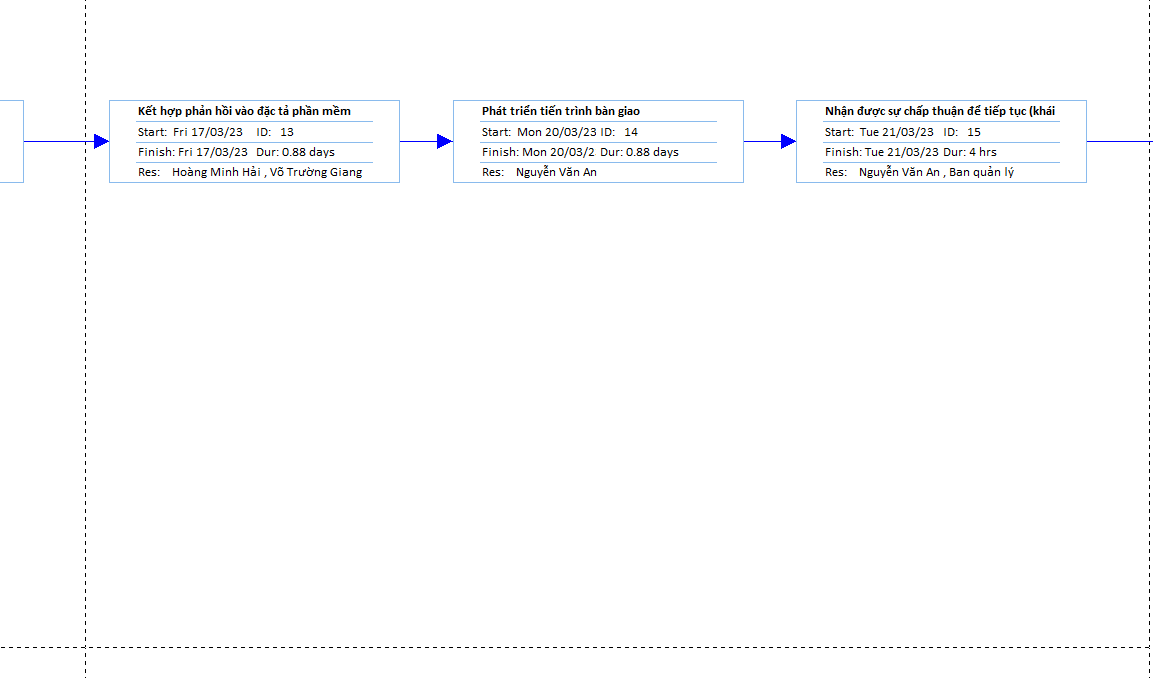 Kết hợp phản hồi vào đặc tả phần mềm
Start: Fri 17/03/23 ID: 13
Finish: Fri 17/03/23 Dur: 0.88 days
Res: Hoàng Minh Hải , Võ Trường Giang
Phát triển tiến trình bàn giao
Start: Mon 20/03/23 ID: 14
Finish: Mon 20/03/2 Dur: 0.88 days
Res: Nguyễn Văn An
Nhận được sự chấp thuận để tiếp tục (khái
Start: Tue 21/03/23 ID: 15
Finish: Tue 21/03/23 Dur: 4 hrs
Res: Nguyễn Văn An , Ban quản lý